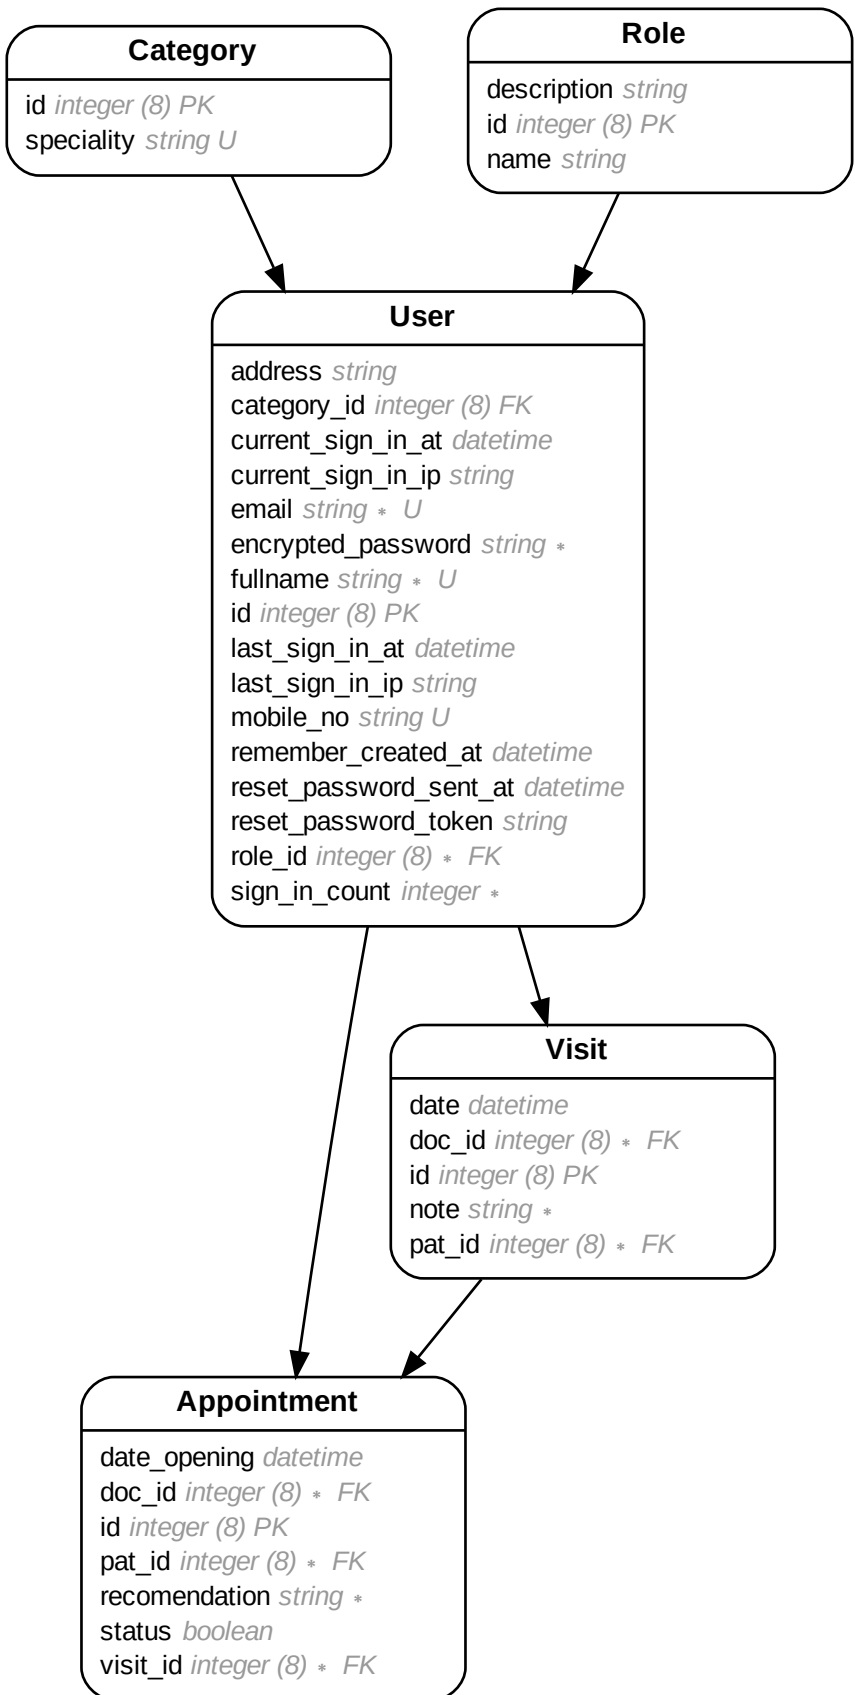 Category
id integer (8) PK
speciality string U
Role
description string
id integer (8) PK
name string
User
address string
category_id integer (8) FK
current_sign_in_at datetime
current_sign_in_ip string
email string * U
encrypted_password string *
fullname string * U
id integer (8) PK
last_sign_in_at datetime
last_sign_in_ip string
mobile_no string U
remember_created_at datetime
reset_password_sent_at datetime
reset_password_token string
role_id integer (8) * FK
sign_in_count integer *
Visit
date datetime
doc_id integer (8) * FK
id integer (8) PK
note string *
pat_id integer (8) * FK
Appointment
date_opening datetime
doc_id integer (8) * FK
id integer (8) PK
pat_id integer (8) * FK
recomendation string *
status boolean
visit_id integer (8) * FK